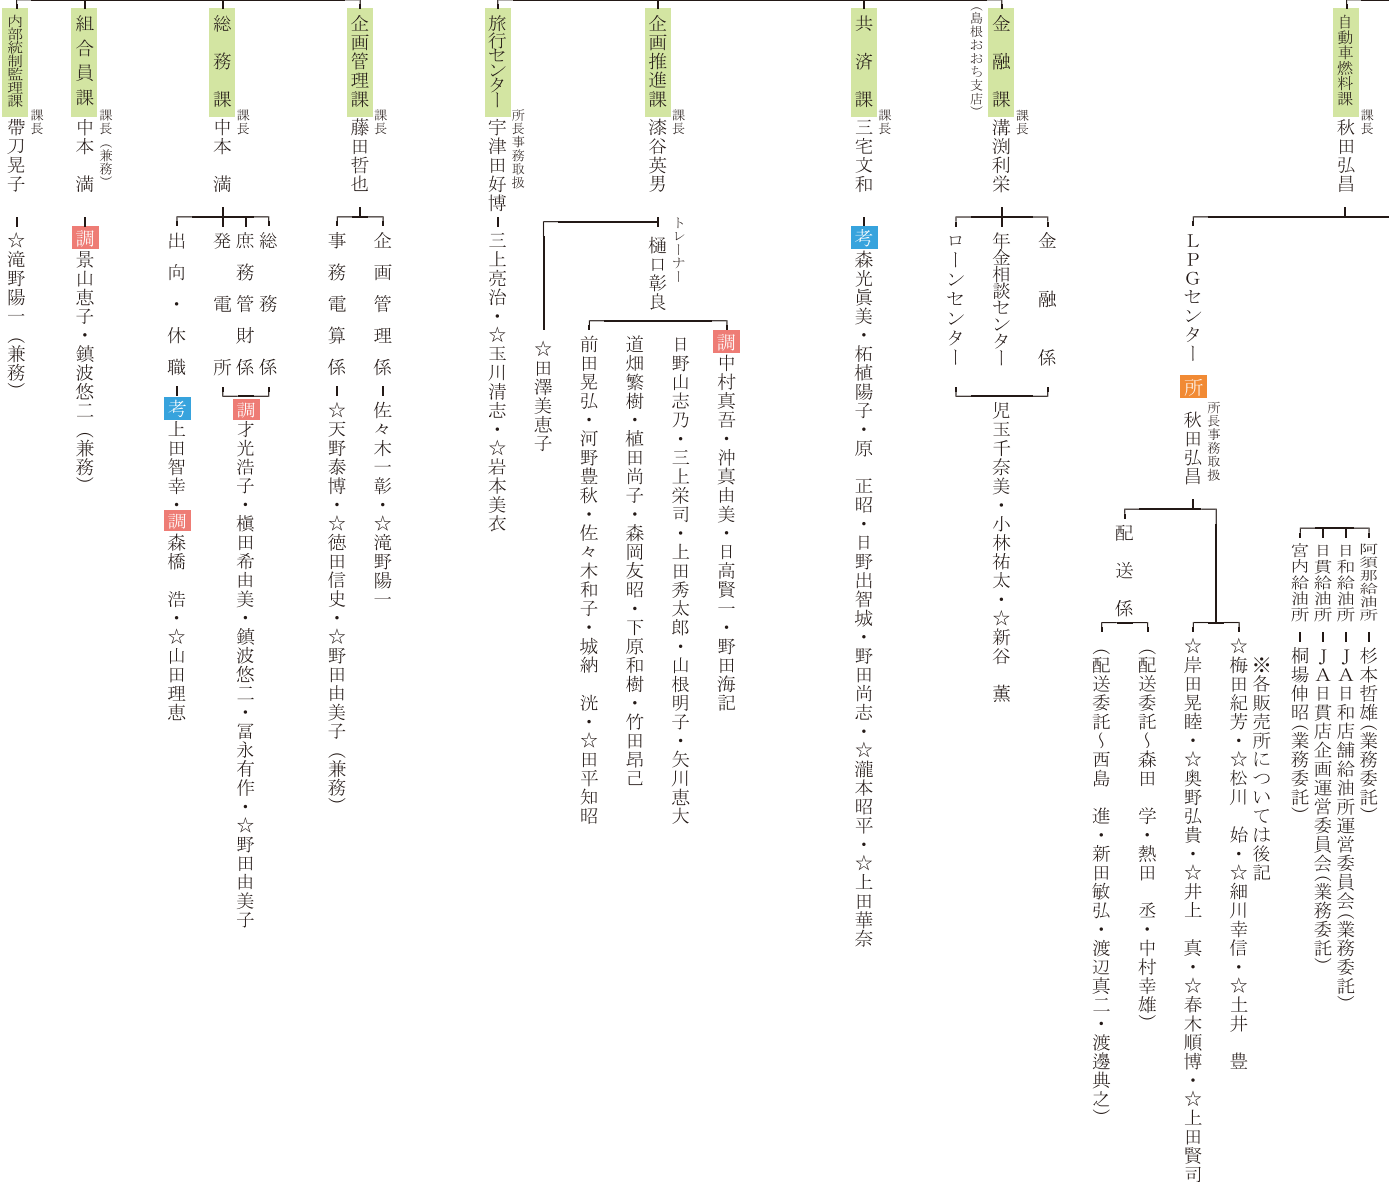 自動車燃料課
課長
秋田弘昌
阿須那給油所
杉本哲雄(業務委託)
日和給油所
JA日和店舗給油所運営委員会(業務委託)
日貫給油所
JA日貫店企画運営委員会(業務委託)
宮内給油所
桐場伸昭(業務委託)
LPGセンター
所
所長事務取扱
秋田弘昌
※各販売所については後記
☆梅田紀芳・☆松川 始・☆細川幸信・☆土井 豊
☆岸田晃睦・☆奥野弘貴・☆井上 真・☆春木順博・☆上田賢司
配送係
(配送委託〜森田 学・熱田 丞・中村幸雄)
(配送委託〜西島 進・新田敏弘・渡辺真二・渡邊典之)
金融課
(島根おおち支店)
課長
溝渕利栄
金融係
年金相談センター
ローンセンター
児玉千奈美・小林祐太・☆新谷 薫
共済課
課長
三宅文和
考
森光眞美・柘植陽子・原 正昭・日野出智城・野田尚志・☆瀧本昭平・☆上田華奈
企画推進課
課長
漆谷英男
トレーナー
樋口彰良
調
中村真吾・沖真由美・日高賢一・野田海記
日野山志乃・三上栄司・上田秀太郎・山根明子・矢川恵大
道畑繁樹・植田尚子・森岡友昭・下原和樹・竹田昂己
前田晃弘・河野豊秋・佐々木和子・城納 洸・☆田平知昭
☆田澤美恵子
旅行センター
所長事務取扱
宇津田好博
三上亮治・☆玉川清志・☆岩本美衣
企画管理課
課長
藤田哲也
企画管理係
佐々木一彰・☆滝野陽一
事務電算係
☆天野泰博・☆徳田信史・☆野田由美子(兼務)
総務課
課長
中本 満
総務係
庶務管財係
発電所
調
才光浩子・槇田希由美・鎮波悠二・冨永有作・☆野田由美子
出向・休職
考
上田智幸・
調
森橋 浩・☆山田理恵
組合員課
課長(兼務)
中本 満
調
景山恵子・鎮波悠二(兼務)
内部統制監理課
課長
帶刀晃子
☆滝野陽一(兼務)